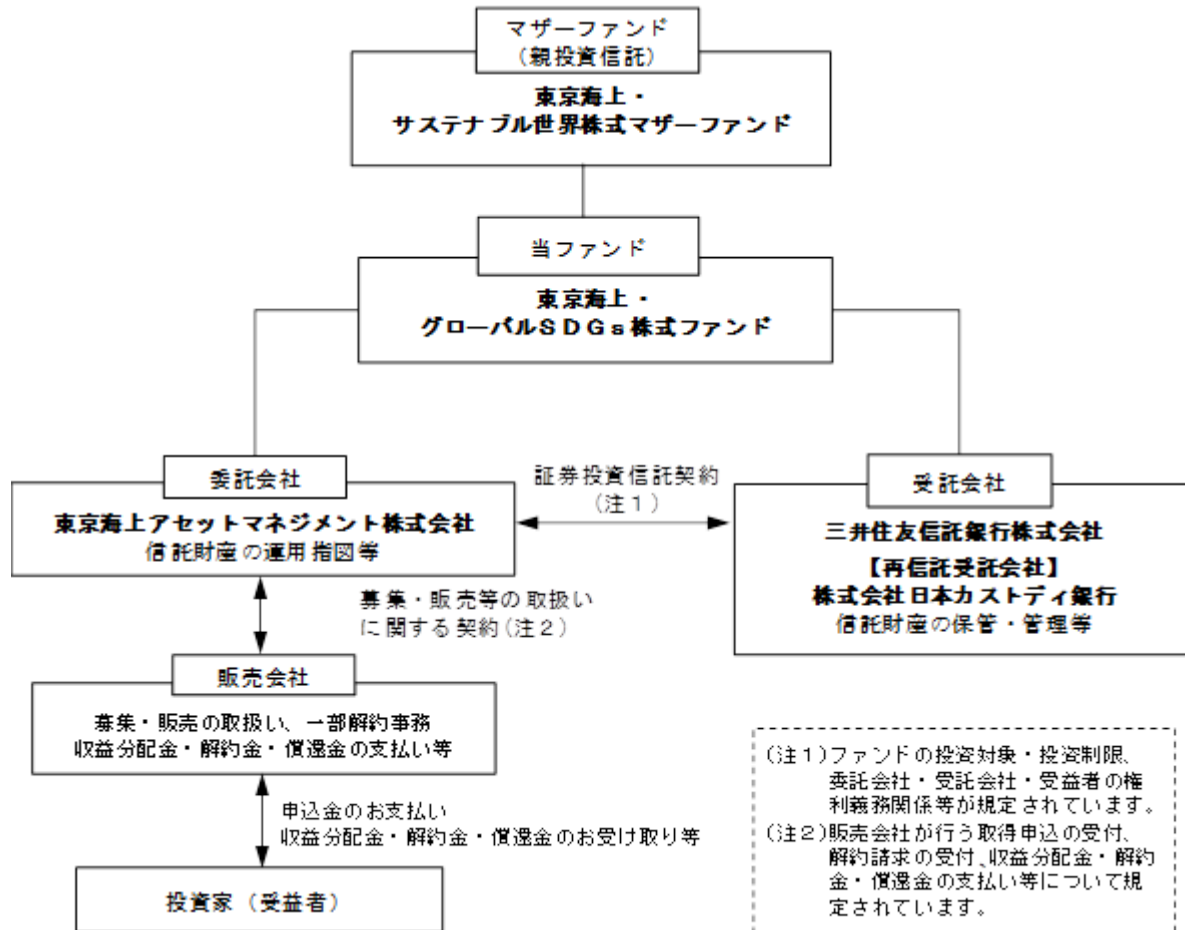 マザーファンド
(親投資信託)
東京海上・
サステナブル世界株式マザーファンド
当ファンド
東京海上・
グローバルSDGs株式ファンド
委託会社
東京海上アセットマネジメント株式会社
信託財産の運用指図等
証券投資信託契約
(注1)
受託会社
三井住友信託銀行株式会社
【再信託受託会社】
株式会社日本カストディ銀行
信託財産の保管・管理等
募集・販売等の取扱い
に関する契約(注2)
販売会社
募集・販売の取扱い、一部解約事務
収益分配金・解約金・償還金の支払い等
申込金のお支払い
収益分配金・解約金・償還金のお受け取り等
投資家(受益者)
(注1)ファンドの投資対象・投資制限、
委託会社・受託会社・受益者の権
利義務関係等が規定されています。
(注2)販売会社が行う取得申込の受付、
解約請求の受付、収益分配金・解約
金・償還金の支払い等について規
定されています。